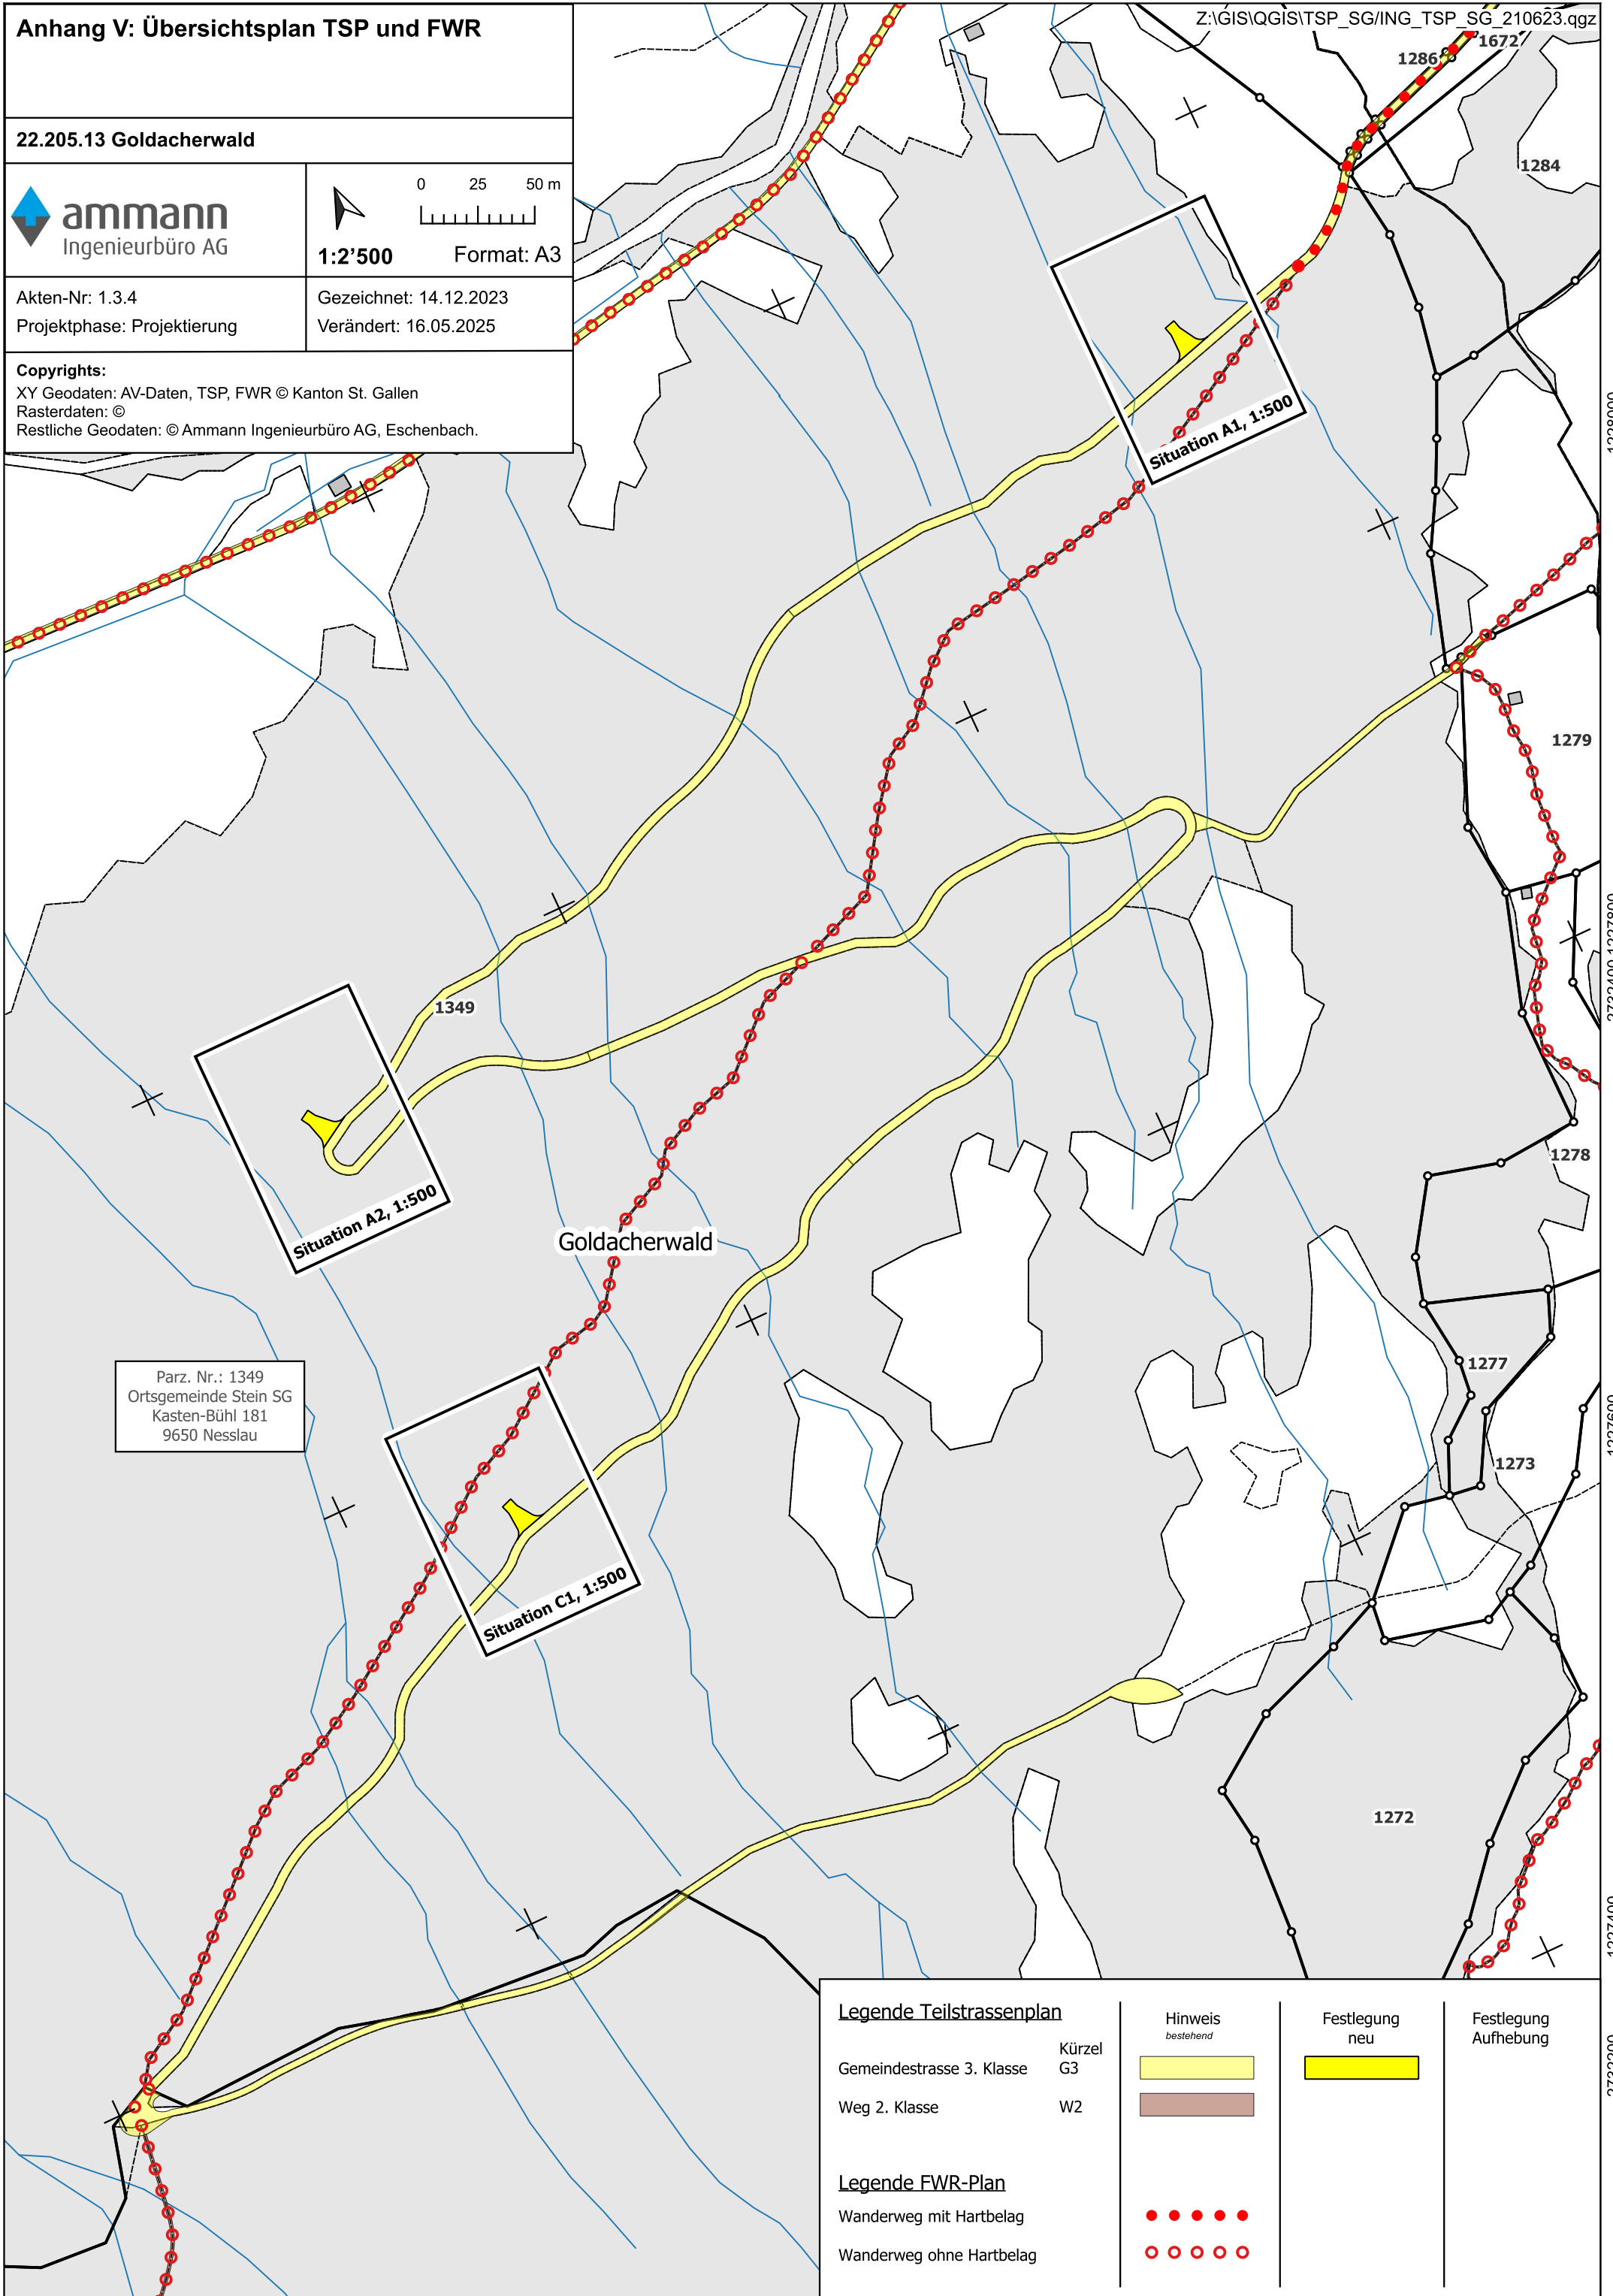 Anhang V: Übersichtsplan TSP und FWR
Z:\GIS\QGIS\TSP_SG/ING_TSP_SG_210623.qgz
22.205.13 Goldacherwald
ammann
Ingenieurbüro AG
0 25 50 m
1:2’500
Format: A3
Akten-Nr: 1.3.4
Projektphase: Projektierung
Gezeichnet: 14.12.2023
Verändert: 16.05.2025
Copyrights:
XY Geodaten: AV-Daten, TSP, FWR © Kanton St. Gallen
Rasterdaten: ©
Restliche Geodaten: © Ammann Ingenieurbüro AG, Eschenbach.
1672
1286
1284
Situation A1, 1:500
1279
1349
Situation A2, 1:500
1278
Goldacherwald
Parz. Nr.: 1349
Ortsgemeinde Stein SG
Kasten-Bühl 181
9650 Nesslau
1277
1273
Situation C1, 1:500
1272
Legende Teilstrassenplan
Hinweis
bestehend
Festlegung
neu
Festlegung
Aufhebung
Kürzel
Gemeindestrasse 3. Klasse G3
Weg 2. Klasse W2
Legende FWR-Plan
Wanderweg mit Hartbelag
Wanderweg ohne Hartbelag